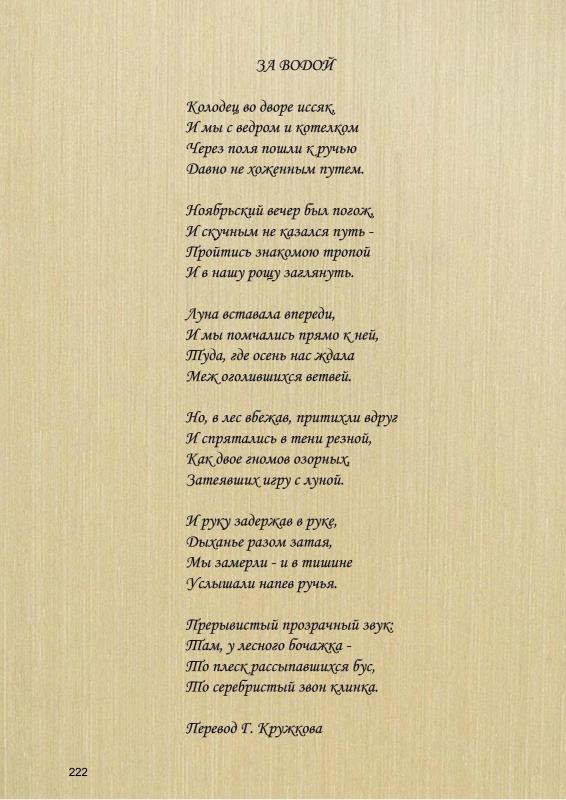 ЗА ВОДОЙ
Колодец во дворе иссяк,
И мы с ведром и котелком
Через поля пошли к ручью
Давно не хоженным путем.
Ноябрьский вечер был погож,
И скучным не казался путь -
Пройтись знакомою тропой
И в нашу рощу заглянуть.
Луна вставала впереди,
И мы помчались прямо к ней,
Туда, где осень нас ждала
Меж оголившихся ветвей.
Но, в лес вбежав, притихли вдруг
И спрятались в тени резной,
Как двое гномов озорных,
Затеявших игру с луной.
И руку задержав в руке,
Дыханье разом затая,
Мы замерли - и в тишине
Услышали напев ручья.
Прерывистый прозрачный звук:
Там, у лесного бочажка -
То плеск рассыпавшихся бус,
То серебристый звон клинка.
Перевод Г. Кружкова
222